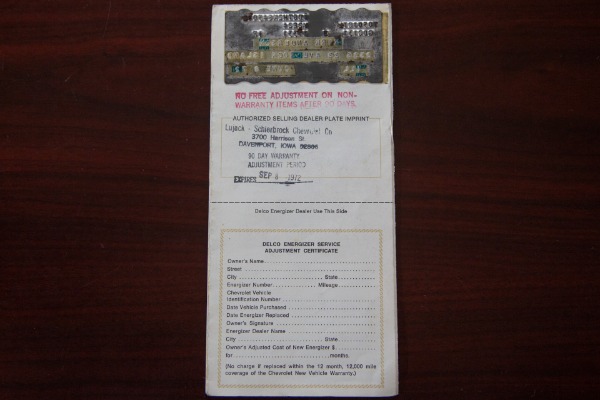 NO FREE ADJUSTMENT ON NON-
WARRANTY ITEMS AFTER 90 DAYS.
AUTHORIZED SELLING DEALER PLATE IMPRINT
Lujack - Schierbrock Chevrolet Co
3700 Harrison St
DAVENPORT, IOWA 52806
90 DAY WARRANTY
ADJUSTMENT PERIOD
EXPIRES SEP 8 1972
Delco Energizer Dealer Use This Side
DELCO ENERGIZER SERVICE
ADJUSTMENT CERTIFICATE
Owner's Name
Street
City State
Energizer Number Mileage
Chevrolet Vehicle
Identification Number
Date Vehicle Purchased
Date Energizer Replaced
Owner's Signature
Energizer Dealer Name
City State
Owner's Adjusted Cost of New Energizer $
for months.
(No charge if replaced within the 12 month, 12,000 mile
coverage of the Chevrolet New Vehicle Warranty.)